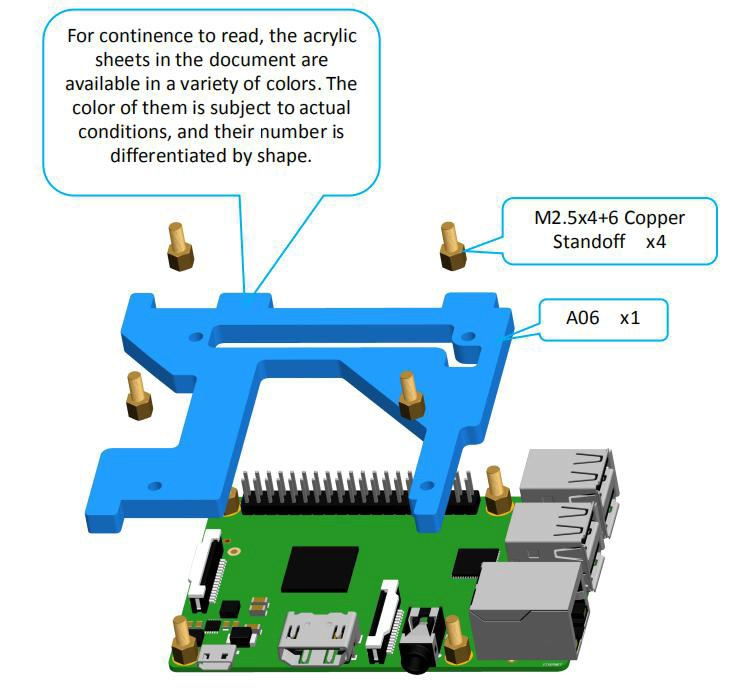 For continence to read, the acrylic
sheets in the document are
available in a variety of colors. The
color of them is subject to actual
conditions, and their number is
differentiated by shape.
M2.5x4+6 Copper
Standoff x4
A06 x1